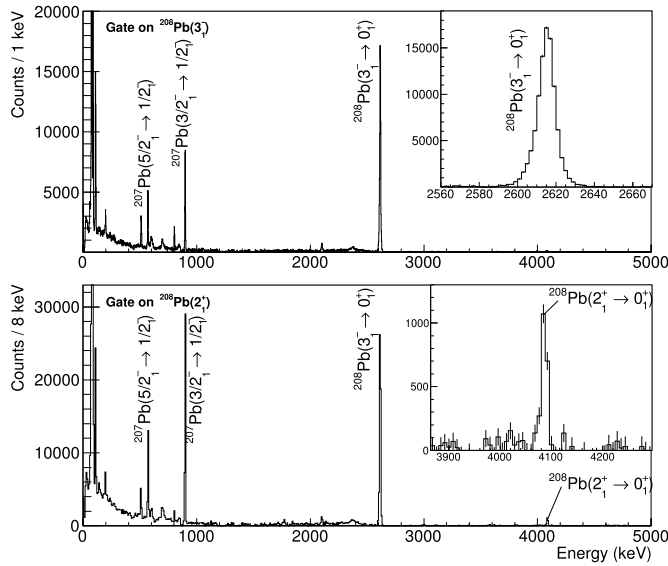 Counts / 1 keV
20000
15000
10000
5000
0
Gate on ²⁰⁸Pb(3₁⁻)
²⁰⁷Pb(5/2₁⁻ → 1/2₁⁻)
²⁰⁷Pb(3/2₁⁻ → 1/2₁⁻)
²⁰⁸Pb(3₁⁻ → 0₁⁺)
15000
10000
5000
²⁰⁸Pb(3₁⁻ → 0₁⁺)
2560 2580 2600 2620 2640 2660
0 1000 2000 3000 4000 5000
Counts / 8 keV
30000
20000
10000
0
Gate on ²⁰⁸Pb(2₁⁺)
²⁰⁷Pb(5/2₁⁻ → 1/2₁⁻)
²⁰⁷Pb(3/2₁⁻ → 1/2₁⁻)
²⁰⁸Pb(3₁⁻ → 0₁⁺)
1000
500
0
²⁰⁸Pb(2₁⁺ → 0₁⁺)
3900 4000 4100 4200
²⁰⁸Pb(2₁⁺ → 0₁⁺)
0 1000 2000 3000 4000 5000
Energy (keV)